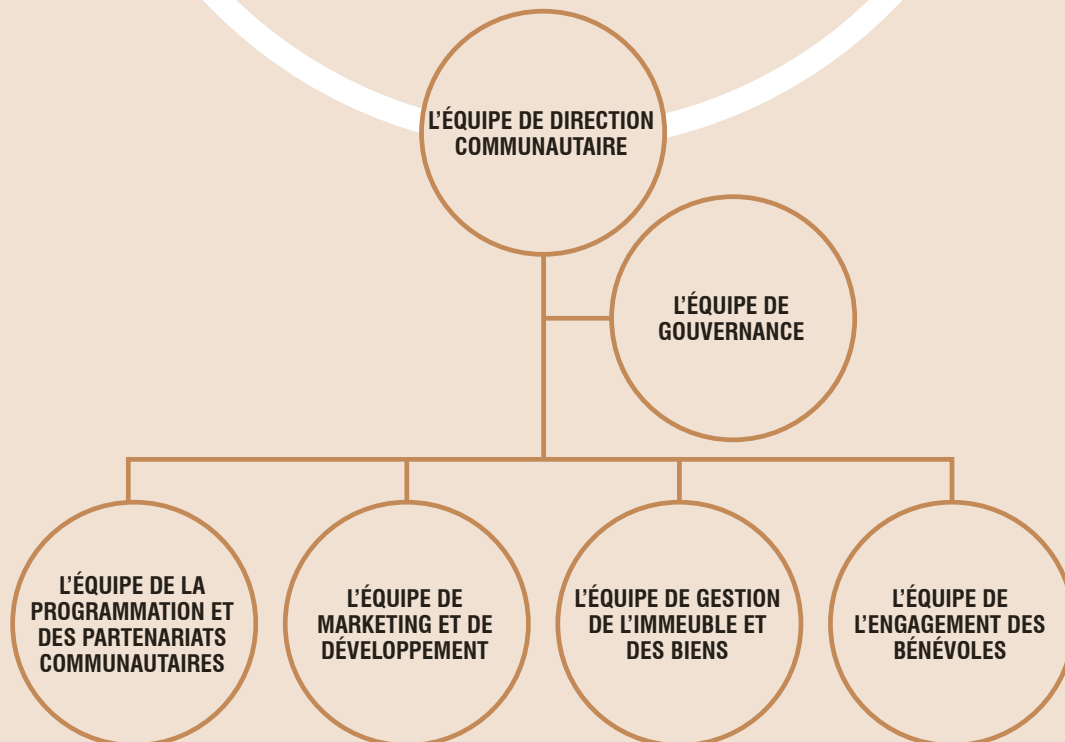 L'ÉQUIPE DE DIRECTION
COMMUNAUTAIRE
L'ÉQUIPE DE
GOUVERNANCE
L'ÉQUIPE DE LA
PROGRAMMATION ET
DES PARTENARIATS
COMMUNAUTAIRES
L'ÉQUIPE DE
MARKETING ET DE
DÉVELOPPEMENT
L'ÉQUIPE DE GESTION
DE L'IMMEUBLE ET
DES BIENS
L'ÉQUIPE DE
L'ENGAGEMENT DES
BÉNÉVOLES